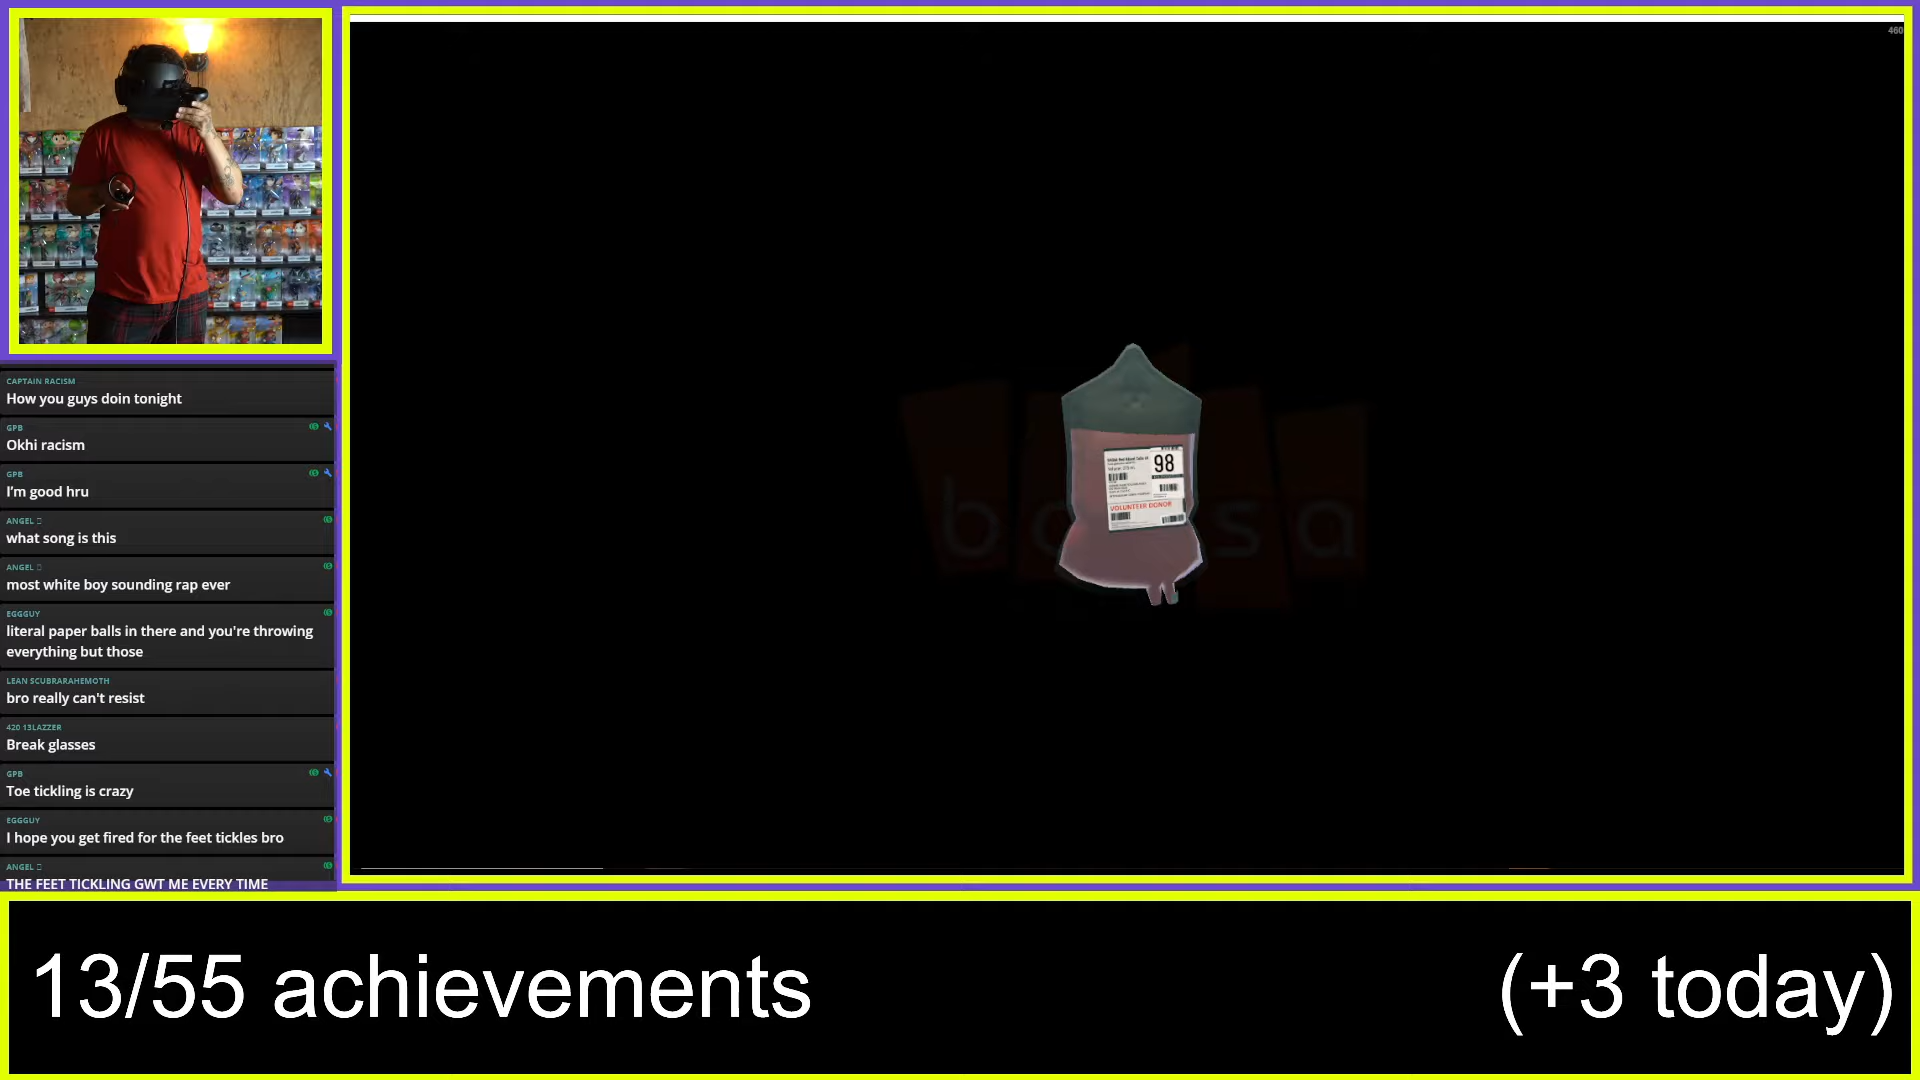 460
CAPTAIN RACISM
How you guys doin tonight
GPB
Okhi racism
GPB
I'm good hru
ANGEL
what song is this
ANGEL
most white boy sounding rap ever
EGGGUY
literal paper balls in there and you're throwing
everything but those
LEAN SCUBRARAHEMOTH
bro really can't resist
420 13LAZZER
Break glasses
GPB
Toe tickling is crazy
EGGGUY
I hope you get fired for the feet tickles bro
ANGEL
THE FEET TICKLING GWT ME EVERY TIME
98
VOLUNTEER DONOR
13/55 achievements
(+3 today)